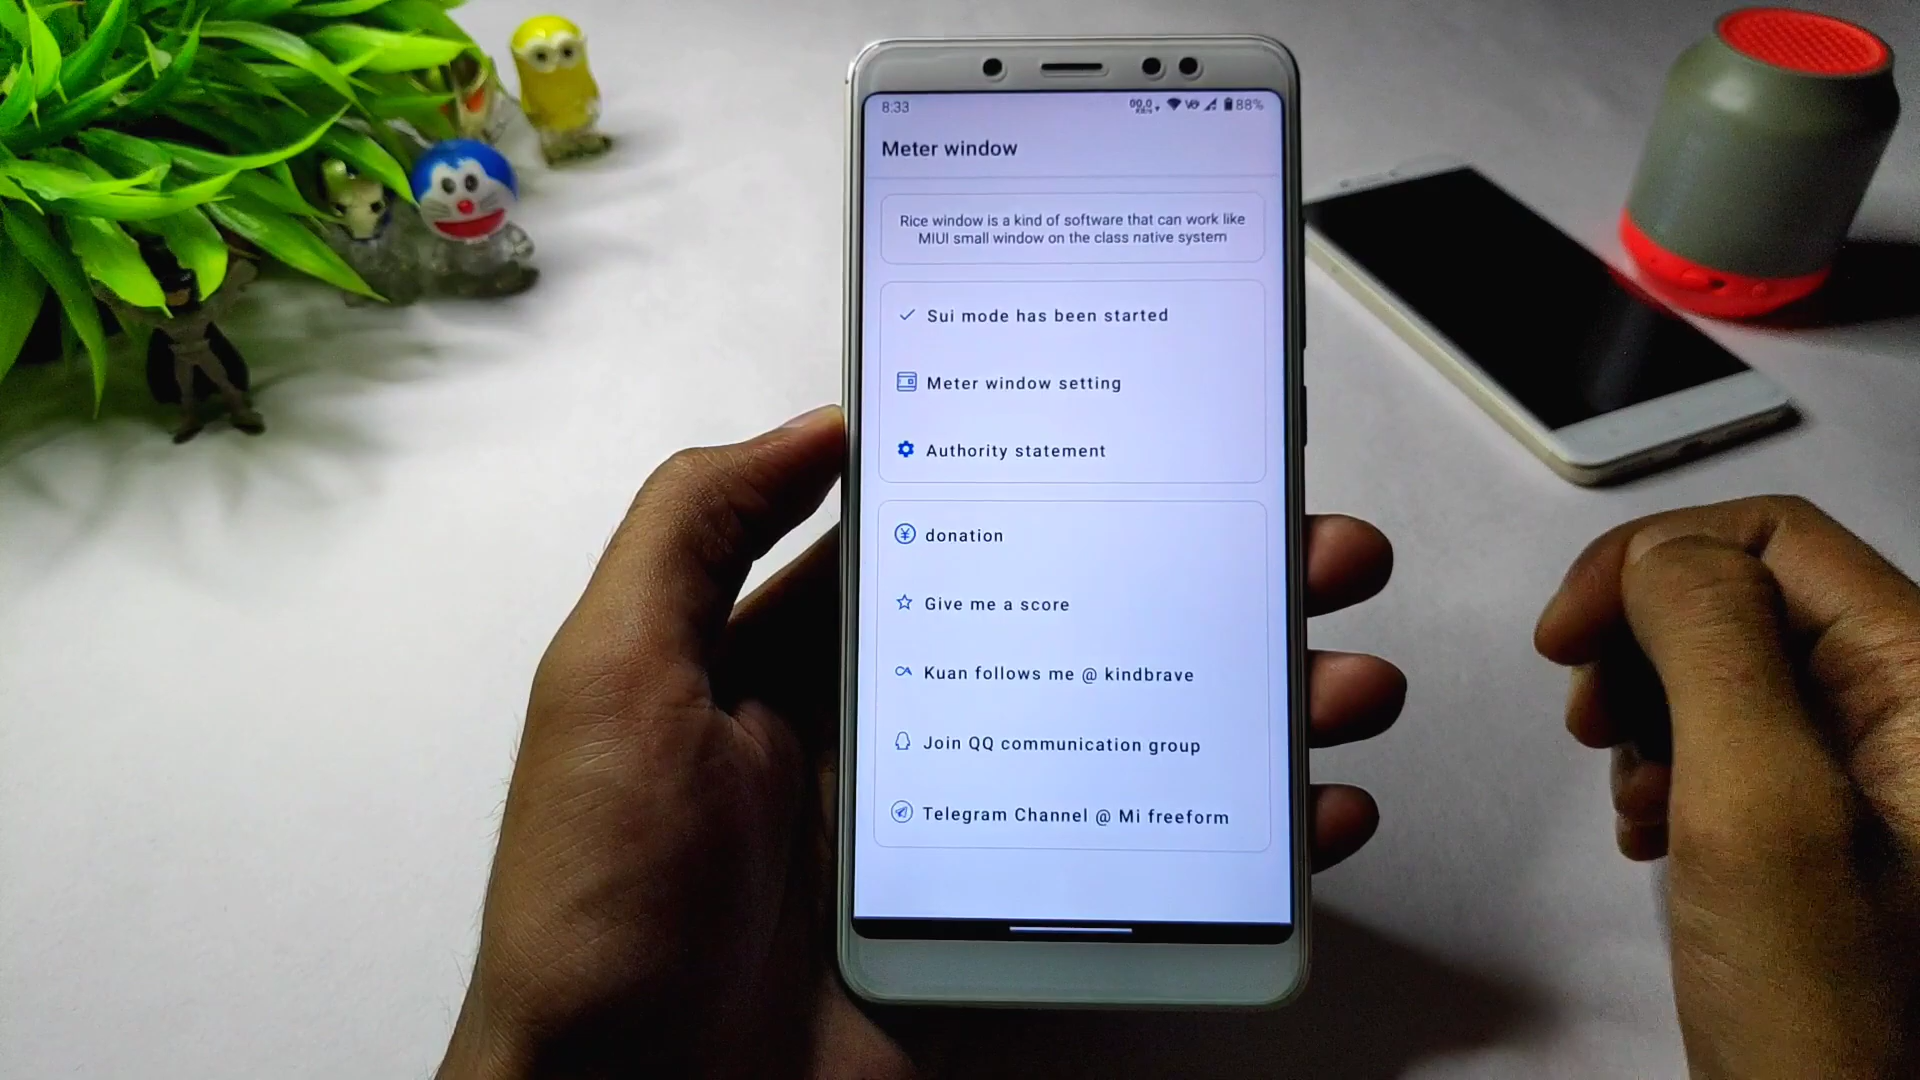 8:33
88%
Meter window
Rice window is a kind of software that can work like
MIUI small window on the class native system
Sui mode has been started
Meter window setting
Authority statement
donation
Give me a score
Kuan follows me @ kindbrave
Join QQ communication group
Telegram Channel @ Mi freeform